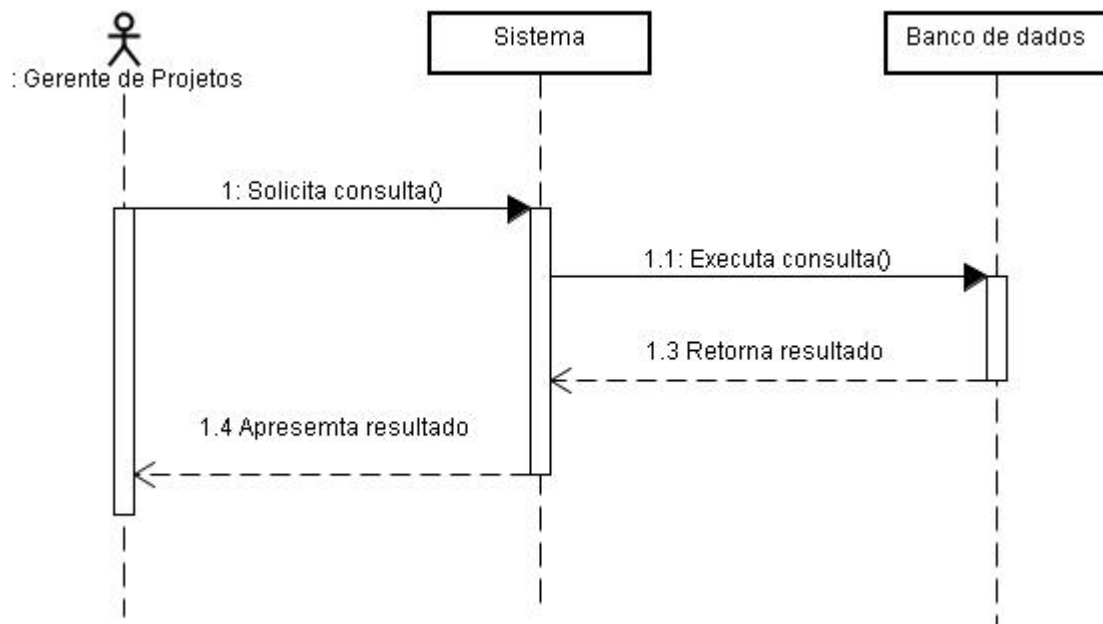 Sistema
Banco de dados
: Gerente de Projetos
1: Solicita consulta()
1.1: Executa consulta()
1.3 Retorna resultado
1.4 Apresemta resultado